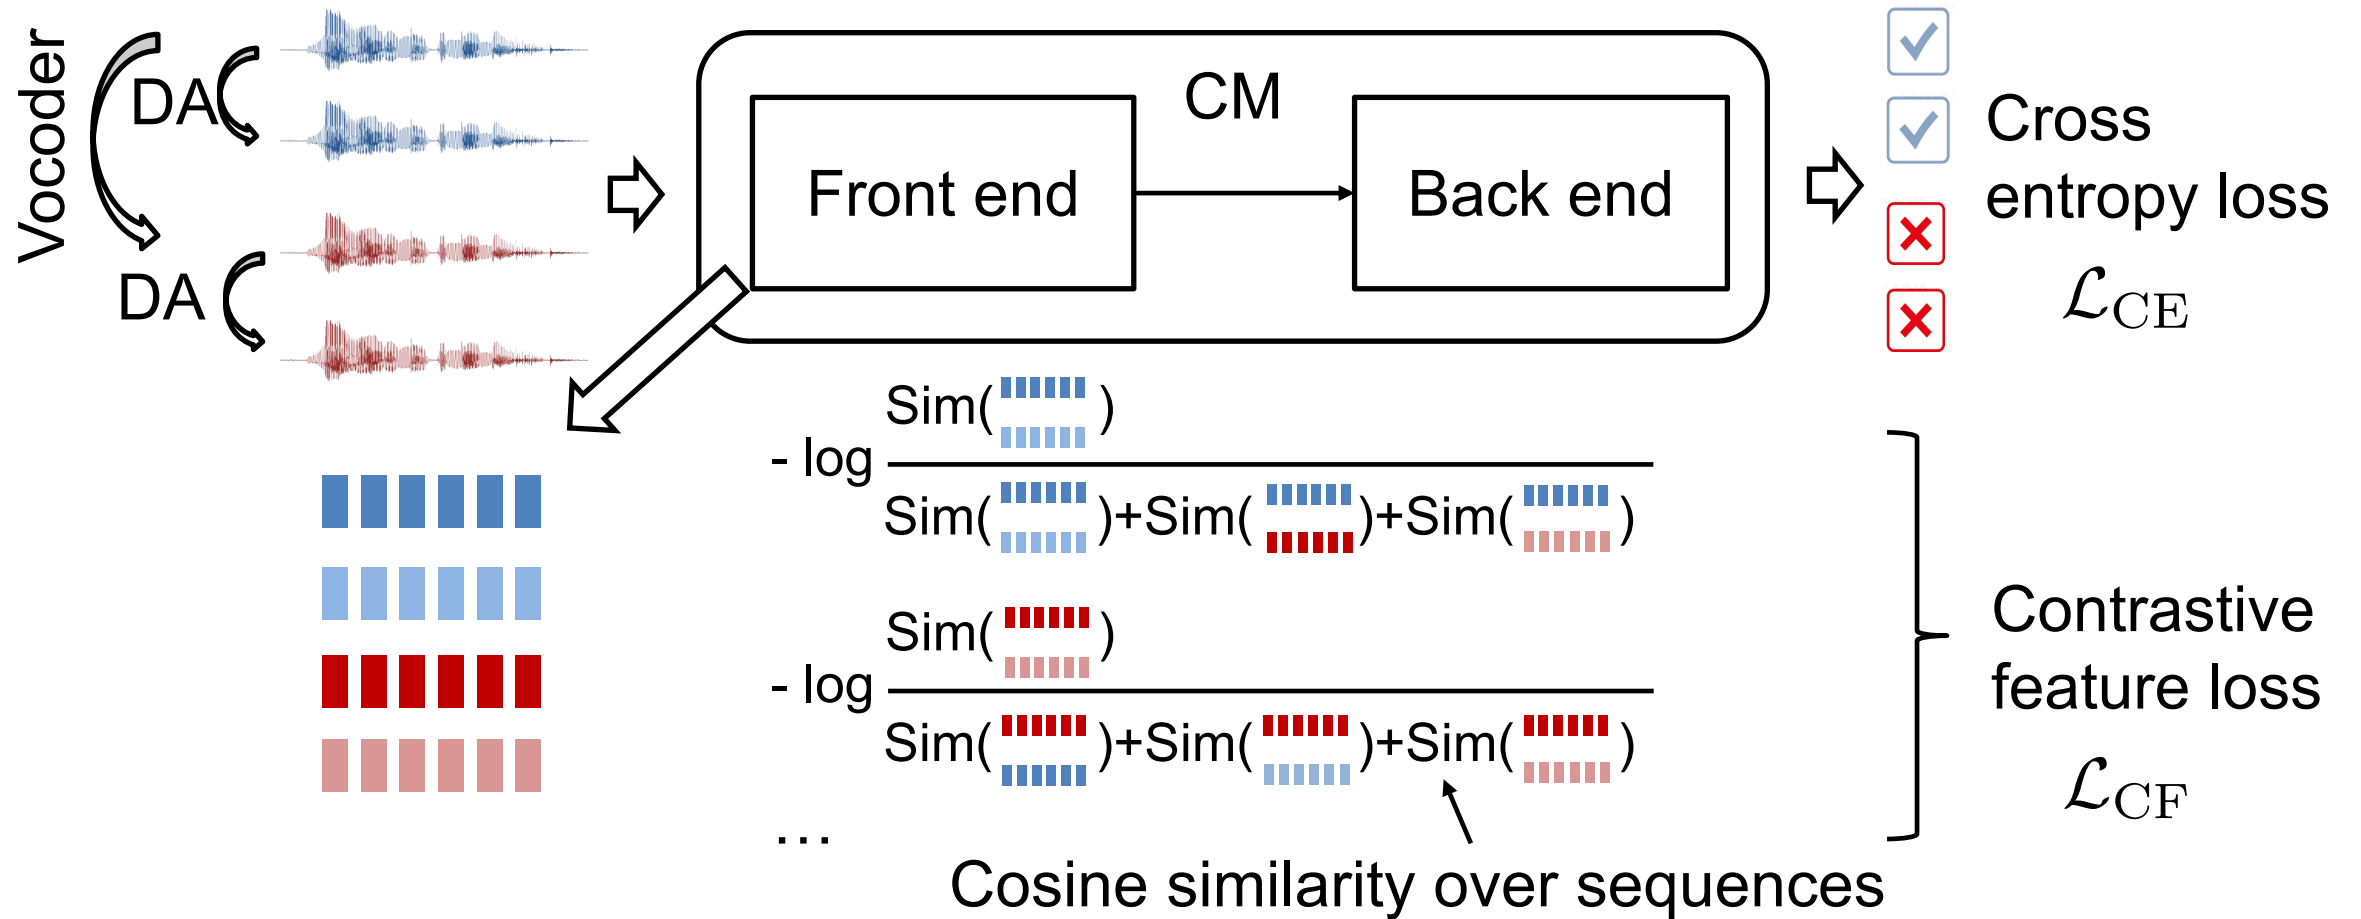 Vocoder
DA
DA
CM
Front end
Back end
Cross
entropy loss
ℒCE
Sim( )
- log
Sim( )+Sim( )+Sim( )
Sim( )
- log
Sim( )+Sim( )+Sim( )
...
Cosine similarity over sequences
Contrastive
feature loss
ℒCF